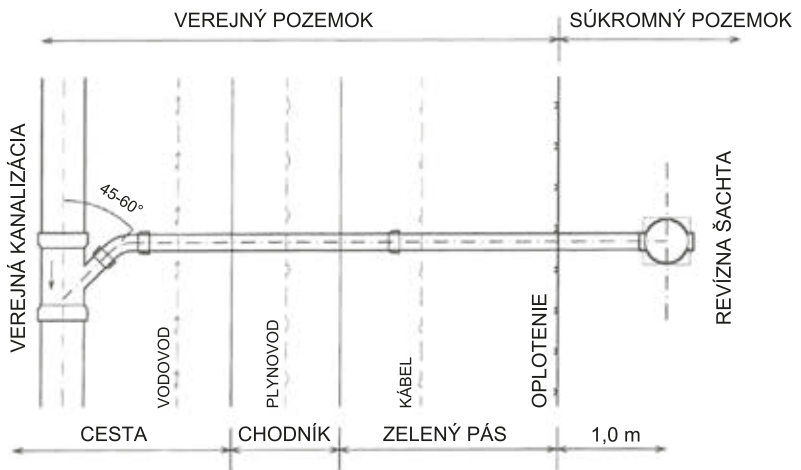 VEREJNÝ POZEMOK
SÚKROMNÝ POZEMOK
VEREJNÁ KANALIZÁCIA
45-60°
VODOVOD
PLYNOVOD
KÁBEL
OPLOTENIE
REVÍZNA ŠACHTA
CESTA
CHODNÍK
ZELENÝ PÁS
1,0 m